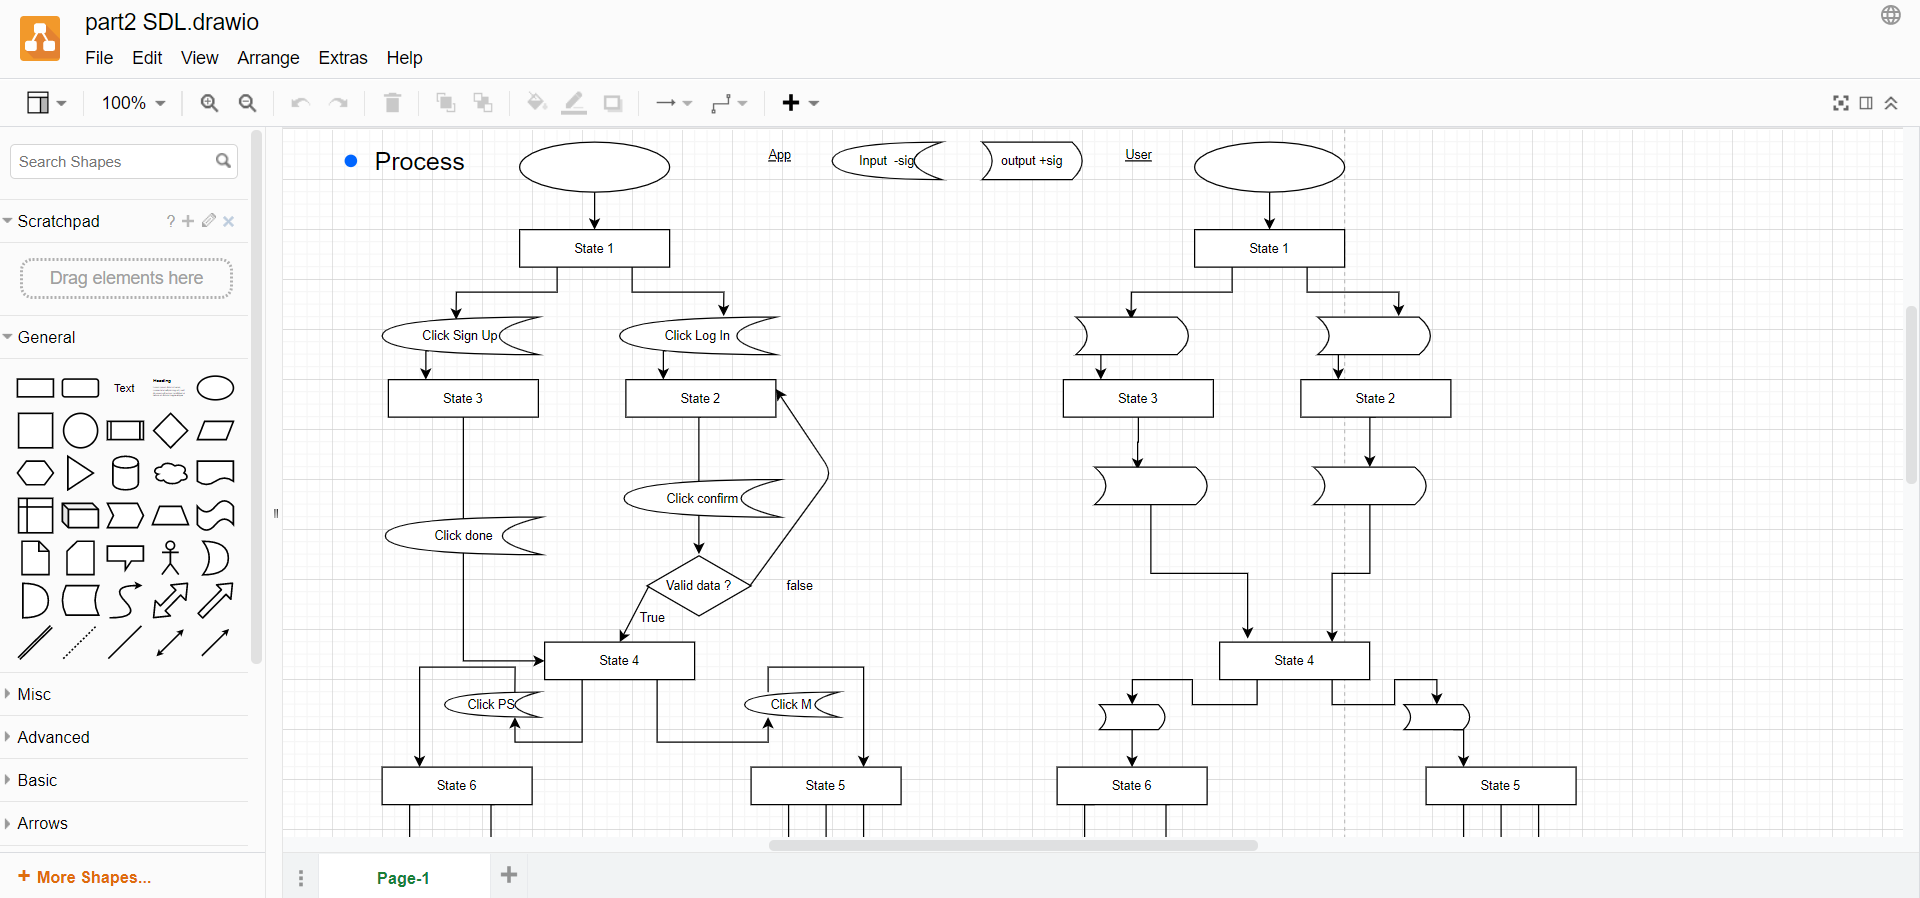 part2 SDL.drawio
File Edit View Arrange Extras Help
100%
Search Shapes
Scratchpad
?
Drag elements here
General
Text
Heading
Misc
Advanced
Basic
Arrows
+ More Shapes...
Process
App
Input -sig
output +sig
User
State 1
Click Sign Up
Click Log In
State 3
State 2
Click confirm
Click done
Valid data ?
false
True
State 4
Click PS
Click M
State 6
State 5
State 1
State 3
State 2
State 4
State 6
State 5
Page-1